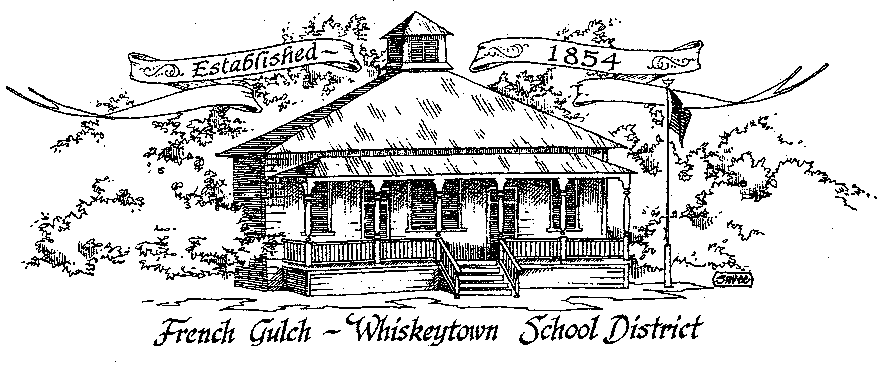 Established~
1854
French Gulch ~ Whiskeytown School District